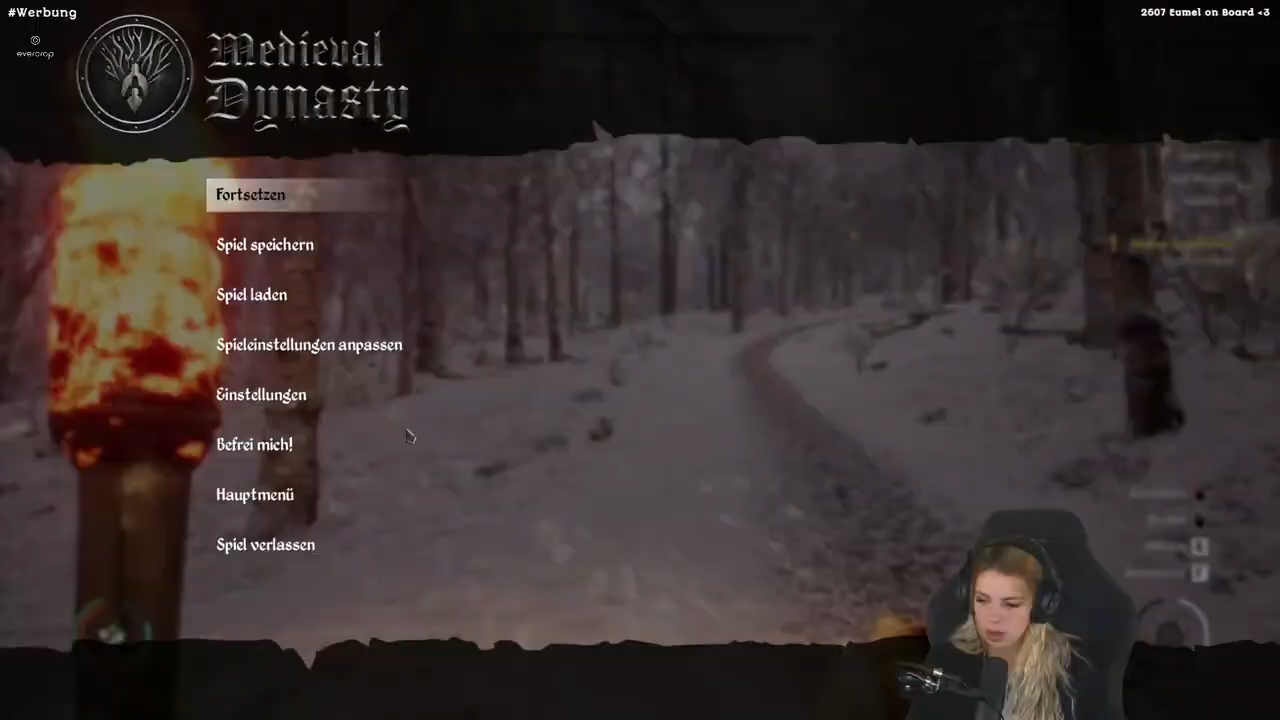 #Werbung
2607 Eumel on Board <3
everdrop
Medieval
Dynasty
Fortsetzen
Spiel speichern
Spiel laden
Spieleinstellungen anpassen
Einstellungen
Befrei mich!
Hauptmenü
Spiel verlassen